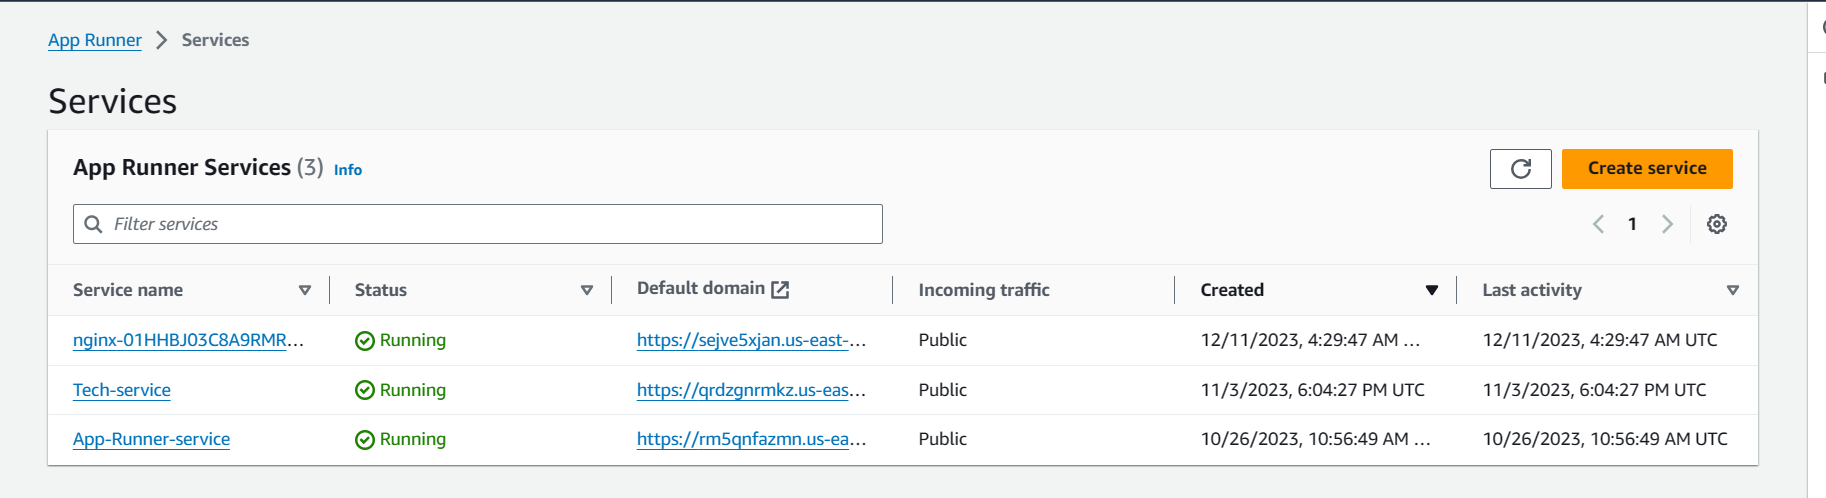 App Runner > Services
Services
App Runner Services (3) Info
Create service
Filter services
1
Service name Status Default domain Incoming traffic Created Last activity
nginx-01HHBJ03C8A9RMR... Running https://sejve5xjan.us-east-... Public 12/11/2023, 4:29:47 AM ... 12/11/2023, 4:29:47 AM UTC
Tech-service Running https://qrdzgnrmkz.us-eas... Public 11/3/2023, 6:04:27 PM UTC 11/3/2023, 6:04:27 PM UTC
App-Runner-service Running https://rm5qnfazmn.us-ea... Public 10/26/2023, 10:56:49 AM ... 10/26/2023, 10:56:49 AM UTC